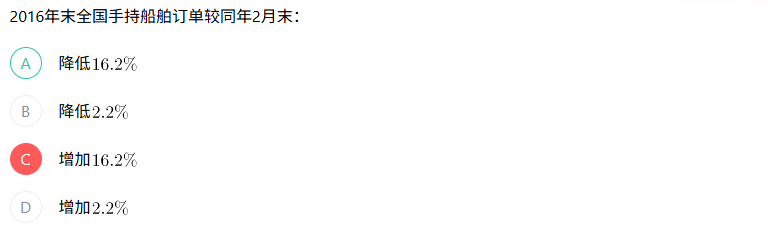 2016年末全国手持船舶订单较同年2月末：
A 降低16.2%
B 降低2.2%
C 增加16.2%
D 增加2.2%